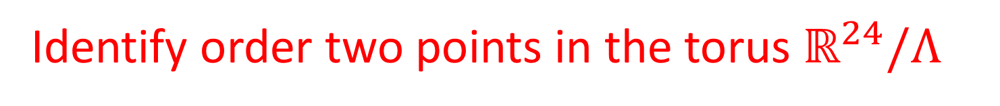 Identify order two points in the torus ℝ²⁴/Λ